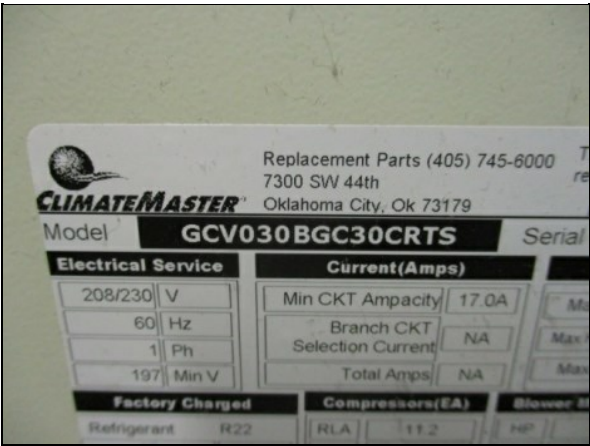 Replacement Parts (405) 745-6000
7300 SW 44th
Oklahoma City, Ok 73179
CLIMATEMASTER
Model GCV030BGC30CRTS Serial
Electrical Service Current(Amps)
208/230 V Min CKT Ampacity 17.0A
60 Hz Branch CKT Selection Current NA
1 Ph
197 Min V Total Amps NA
Factory Charged Compressors(EA) Blower
Refrigerant R22 RLA 11.2 HP